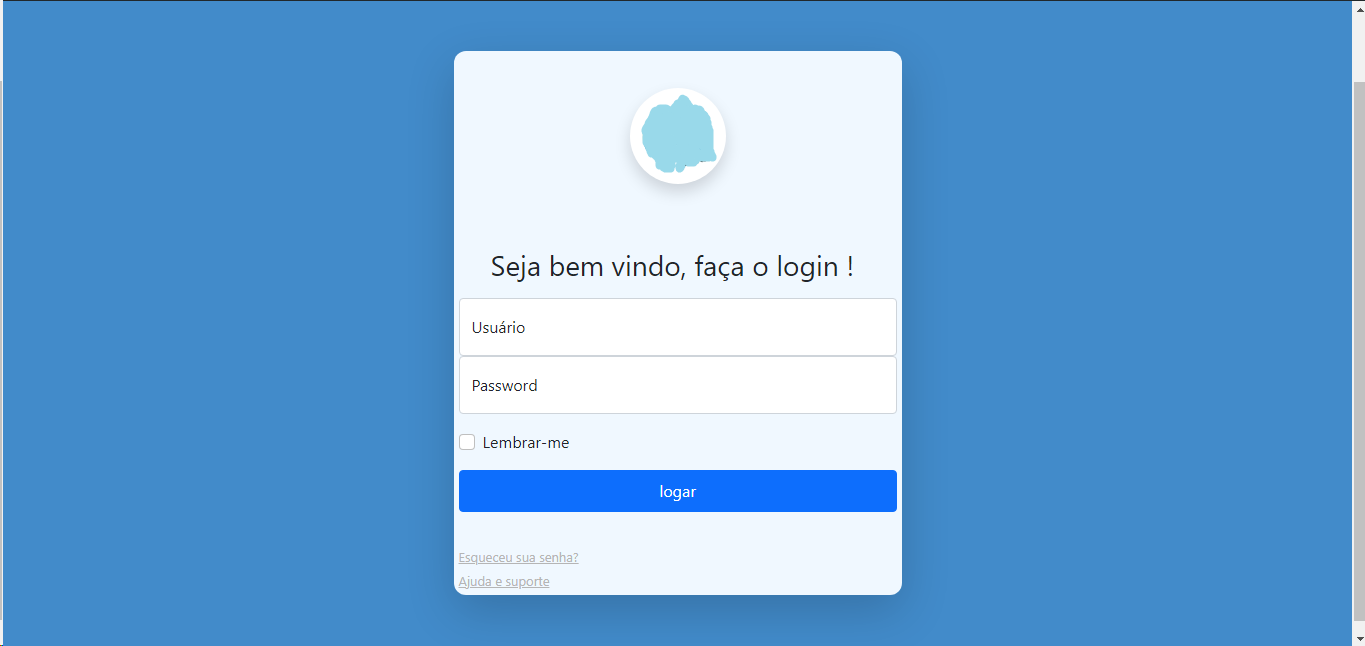 Seja bem vindo, faça o login !
Usuário
Password
Lembrar-me
logar
Esqueceu sua senha?
Ajuda e suporte